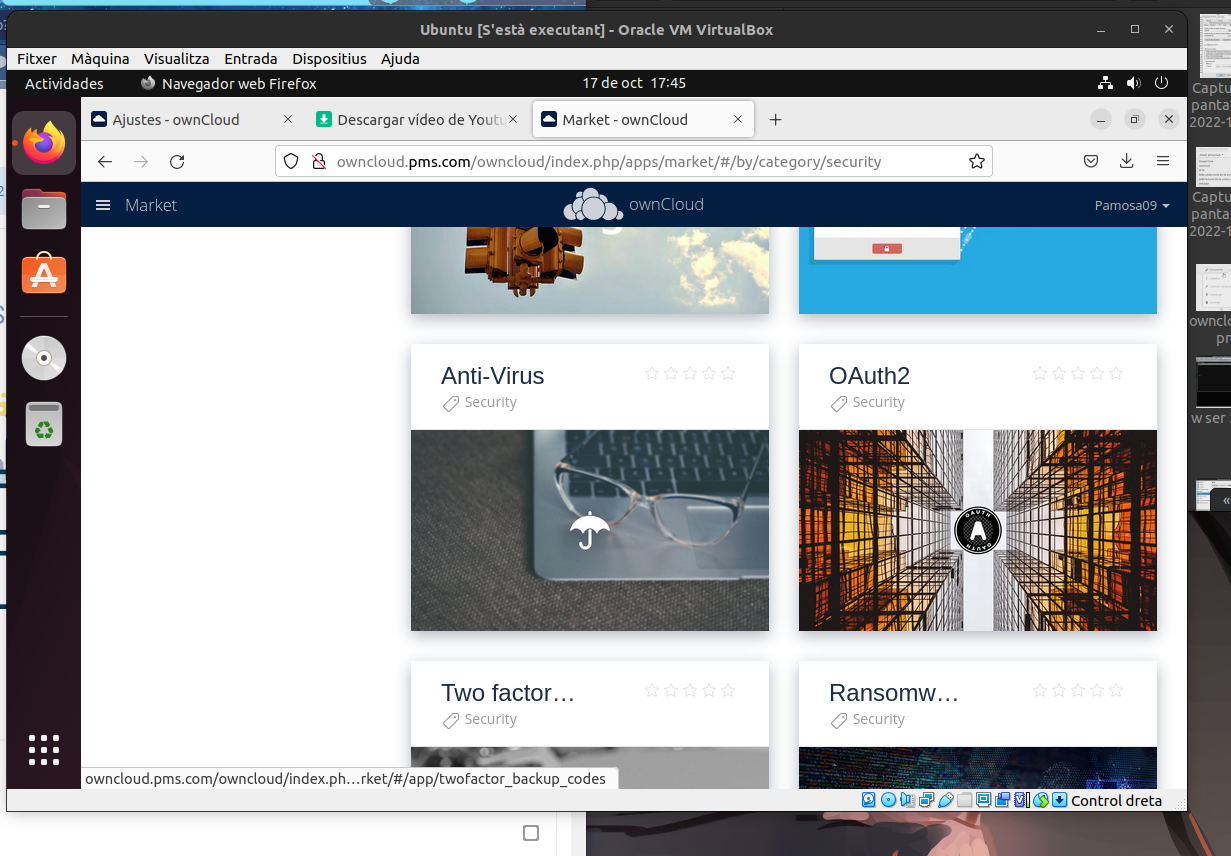 Ubuntu [S'està executant] - Oracle VM VirtualBox
Fitxer Màquina Visualitza Entrada Dispositius Ajuda
Actividades Navegador web Firefox 17 de oct 17:45
Ajustes - ownCloud Descargar vídeo de Youtu Market - ownCloud
owncloud.pms.com/owncloud/index.php/apps/market/#/by/category/security
Market ownCloud Pamosa09
Anti-Virus
Security
OAuth2
Security
OAUTH
A
OAUTH
Two factor…
Security
Ransomw…
Security
owncloud.pms.com/owncloud/index.ph…rket/#/app/twofactor_backup_codes
Control dreta
Captu
panta
2022-1
Captu
panta
2022-1
ownclo
pr
w ser